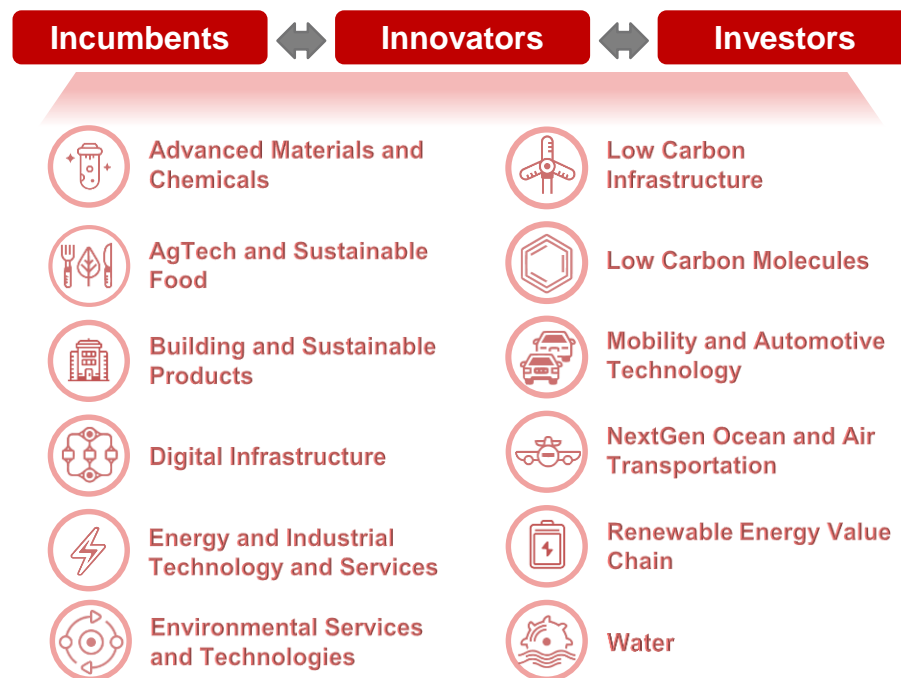 Incumbents
Innovators
Investors
Advanced Materials and
Chemicals
AgTech and Sustainable
Food
Building and Sustainable
Products
Digital Infrastructure
Energy and Industrial
Technology and Services
Environmental Services
and Technologies
Low Carbon
Infrastructure
Low Carbon Molecules
Mobility and Automotive
Technology
NextGen Ocean and Air
Transportation
Renewable Energy Value
Chain
Water